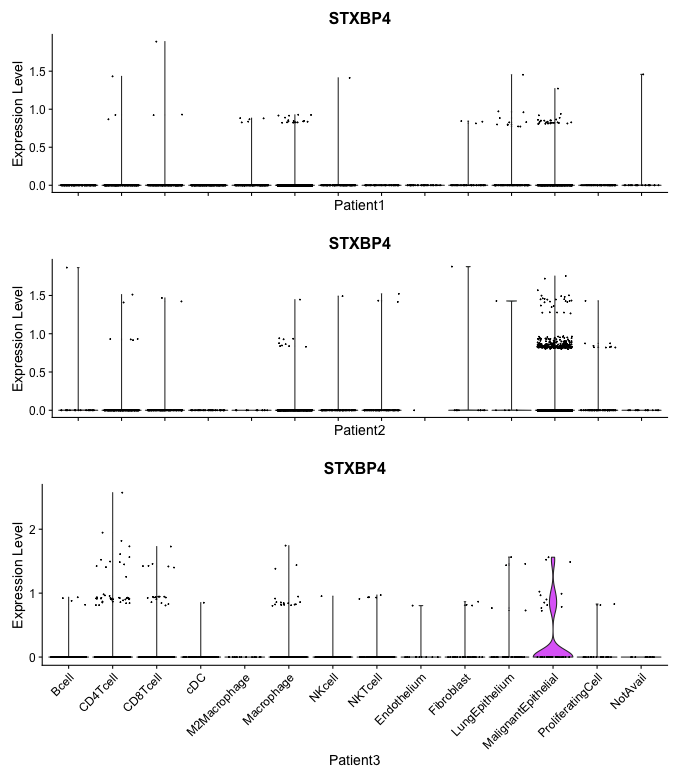 STXBP4
Expression Level
1.5
1.0
0.5
0.0
Patient1
STXBP4
Expression Level
1.5
1.0
0.5
0.0
Patient2
STXBP4
Expression Level
2
1
0
Bcell
CD4Tcell
CD8Tcell
cDC
M2Macrophage
Macrophage
NKcell
NKTcell
Endothelium
Fibroblast
LungEpithelium
MalignantEpithelial
ProliferatingCell
NotAvail
Patient3